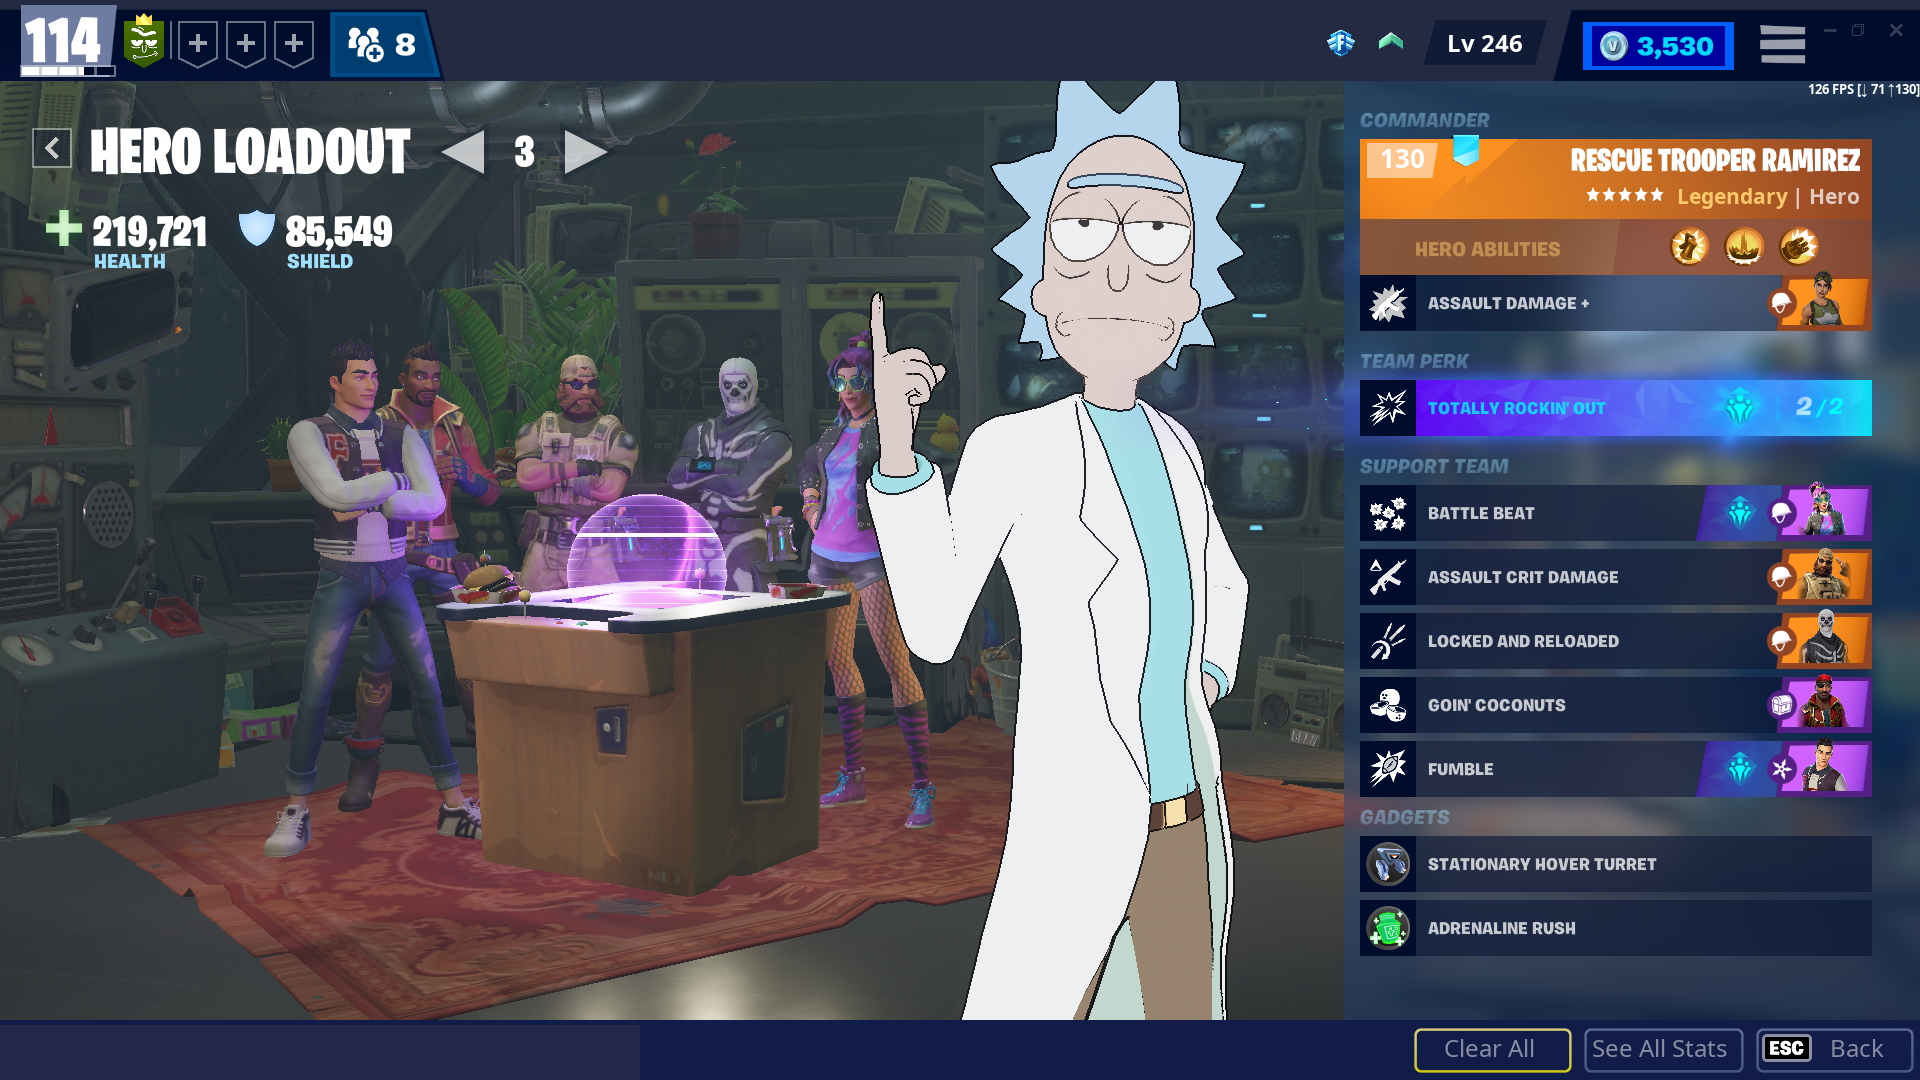 114
8
Lv 246
3,530
126 FPS [↓ 71 ↑130]
HERO LOADOUT
3
219,721
HEALTH
85,549
SHIELD
COMMANDER
130
RESCUE TROOPER RAMIREZ
★★★★★ Legendary | Hero
HERO ABILITIES
ASSAULT DAMAGE +
TEAM PERK
TOTALLY ROCKIN' OUT
2/2
SUPPORT TEAM
BATTLE BEAT
ASSAULT CRIT DAMAGE
LOCKED AND RELOADED
GOIN' COCONUTS
FUMBLE
GADGETS
STATIONARY HOVER TURRET
ADRENALINE RUSH
Clear All
See All Stats
ESC Back